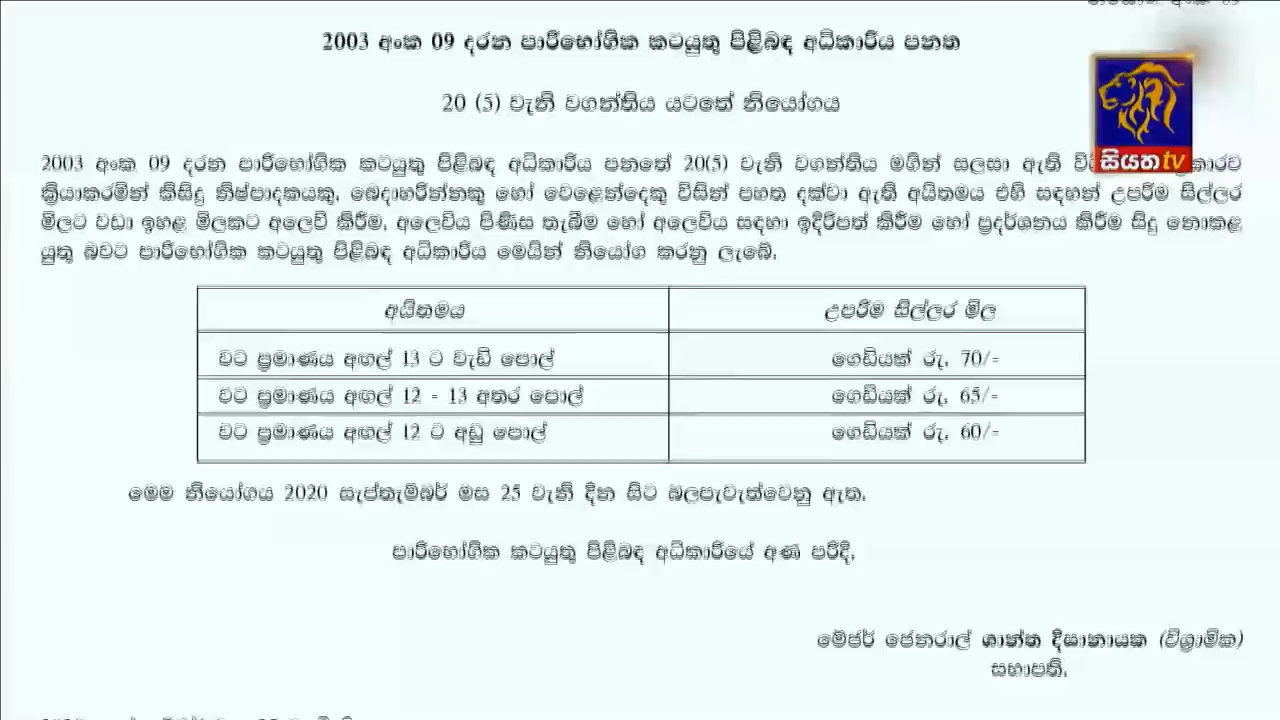 2003 අංක 09 දරන පාරිභෝගික කටයුතු පිළිබඳ අධිකාරිය පනත
20 (5) වැනි වගන්තිය යටතේ නියෝගය
සියත tv
2003 අංක 09 දරන පාරිභෝගික කටයුතු පිළිබඳ අධිකාරිය පනතේ 20(5) වැනි වගන්තිය මගින් සලසා ඇති
ක්‍රියාකරමින් කිසිදු නිෂ්පාදකයකු, බෙදාහරින්නකු හෝ වෙළෙන්දෙකු විසින් පහත දක්වා ඇති අයිතමය එහි සඳහන් උපරිම සිල්ලර
මිලට වඩා ඉහළ මිලකට අලෙවි කිරීම, අලෙවිය පිණිස තැබීම හෝ අලෙවිය සඳහා ඉදිරිපත් කිරීම හෝ ප්‍රදර්ශනය කිරීම සිදු නොකළ
යුතු බවට පාරිභෝගික කටයුතු පිළිබඳ අධිකාරිය මෙයින් නියෝග කරනු ලැබේ.
අයිතමය උපරිම සිල්ලර මිල
වට ප්‍රමාණය අඟල් 13 ට වැඩි පොල් ගෙඩියක් රු. 70/=
වට ප්‍රමාණය අඟල් 12 - 13 අතර පොල් ගෙඩියක් රු. 65/=
වට ප්‍රමාණය අඟල් 12 ට අඩු පොල් ගෙඩියක් රු. 60/=
මෙම නියෝගය 2020 සැප්තැම්බර් මස 25 වැනි දින සිට බලපැවැත්වෙනු ඇත.
පාරිභෝගික කටයුතු පිළිබඳ අධිකාරියේ අණ පරිදි,
මේජර් ජෙනරාල් ශාන්ත දිසානායක (විශ්‍රාමික)
සභාපති.